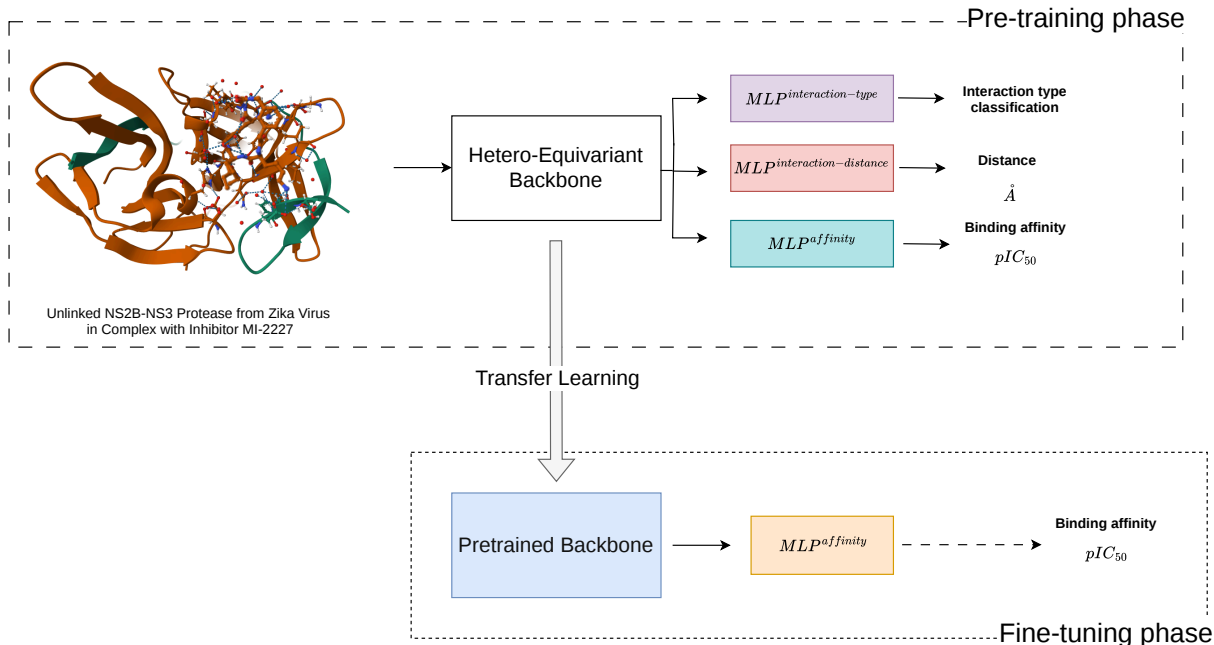 Pre-training phase
MLP^{interaction-type}
Interaction type
classification
Hetero-Equivariant
Backbone
MLP^{interaction-distance}
Distance
Å
MLP^{affinity}
Binding affinity
pIC_{50}
Unlinked NS2B-NS3 Protease from Zika Virus
in Complex with Inhibitor MI-2227
Transfer Learning
Pretrained Backbone
MLP^{affinity}
Binding affinity
pIC_{50}
Fine-tuning phase